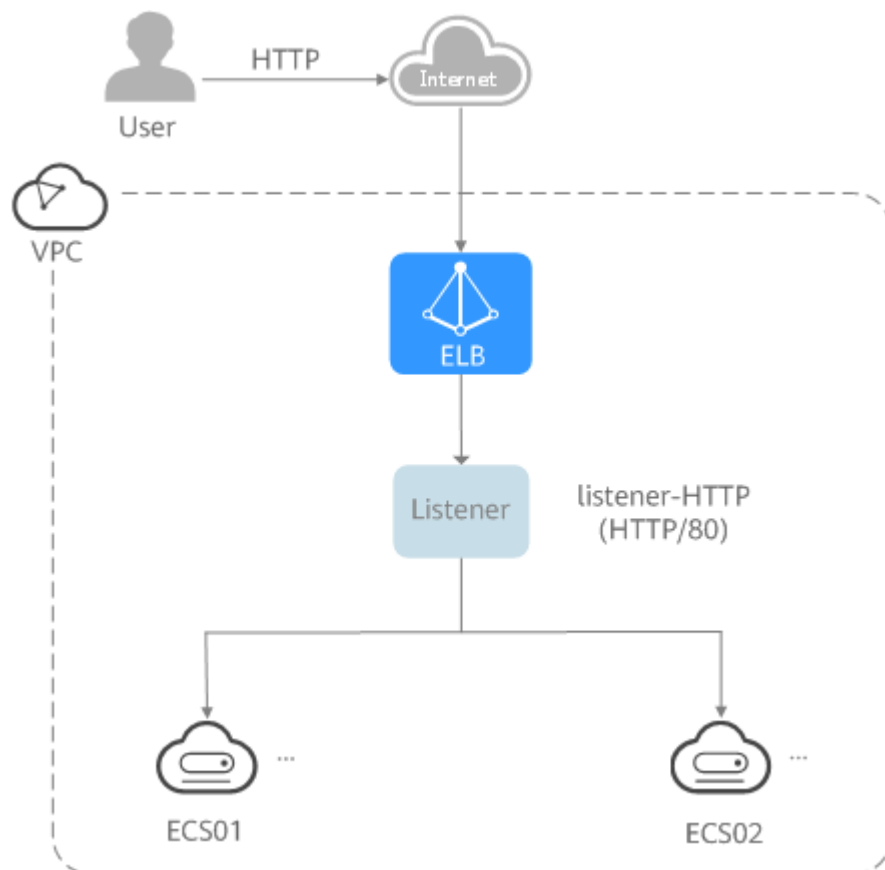 HTTP
Internet
User
VPC
ELB
Listener
listener-HTTP
(HTTP/80)
...
...
ECS01
ECS02